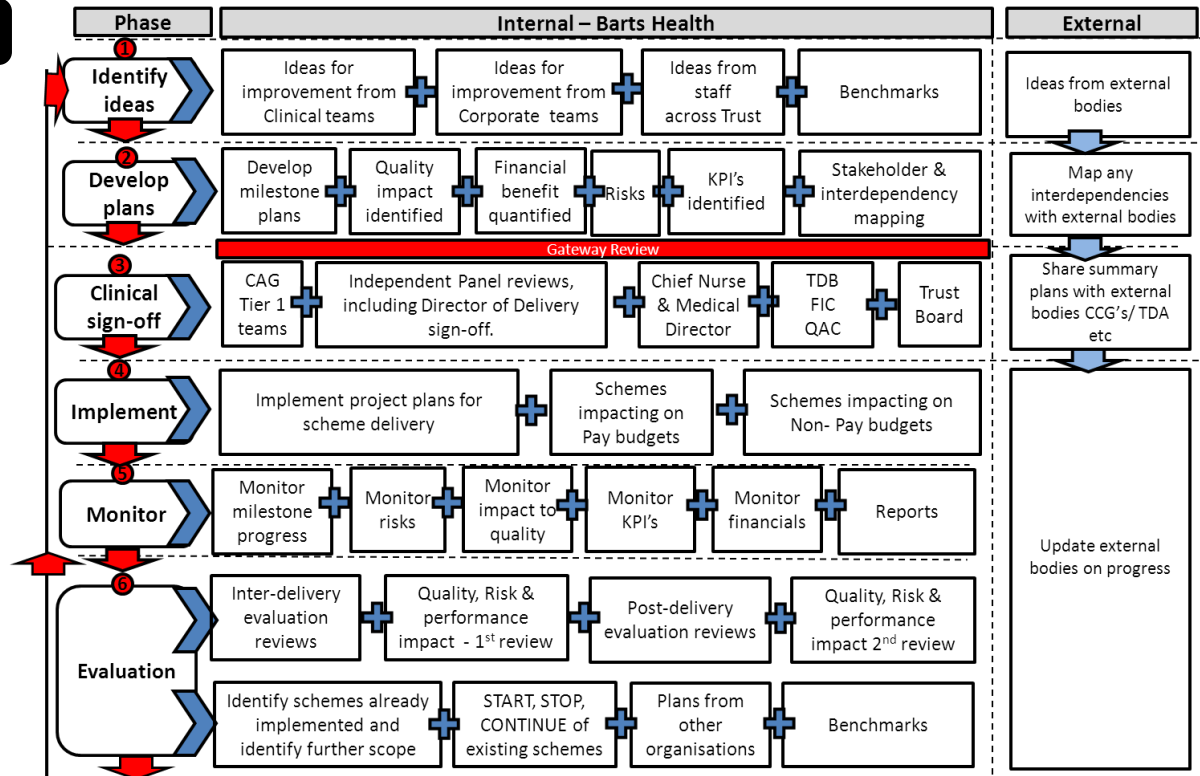 Phase
Internal – Barts Health
External
1
Identify
ideas
Ideas for
improvement from
Clinical teams
Ideas for
improvement from
Corporate teams
Ideas from
staff
across Trust
Benchmarks
Ideas from external
bodies
2
Develop
plans
Develop
milestone
plans
Quality
impact
identified
Financial
benefit
quantified
Risks
KPI's
identified
Stakeholder &
interdependency
mapping
Map any
interdependencies
with external bodies
Gateway Review
3
Clinical
sign-off
CAG
Tier 1
teams
Independent Panel reviews,
including Director of Delivery
sign-off.
Chief Nurse
& Medical
Director
TDB
FIC
QAC
Trust
Board
Share summary
plans with external
bodies CCG's/ TDA
etc
4
Implement
Implement project plans for
scheme delivery
Schemes
impacting on
Pay budgets
Schemes impacting on
Non- Pay budgets
5
Monitor
Monitor
milestone
progress
Monitor
risks
Monitor
impact to
quality
Monitor
KPI's
Monitor
financials
Reports
Update external
bodies on progress
6
Evaluation
Inter-delivery
evaluation
reviews
Quality, Risk &
performance
impact - 1st review
Post-delivery
evaluation reviews
Quality, Risk &
performance
impact 2nd review
Identify schemes already
implemented and
identify further scope
START, STOP,
CONTINUE of
existing schemes
Plans from
other
organisations
Benchmarks